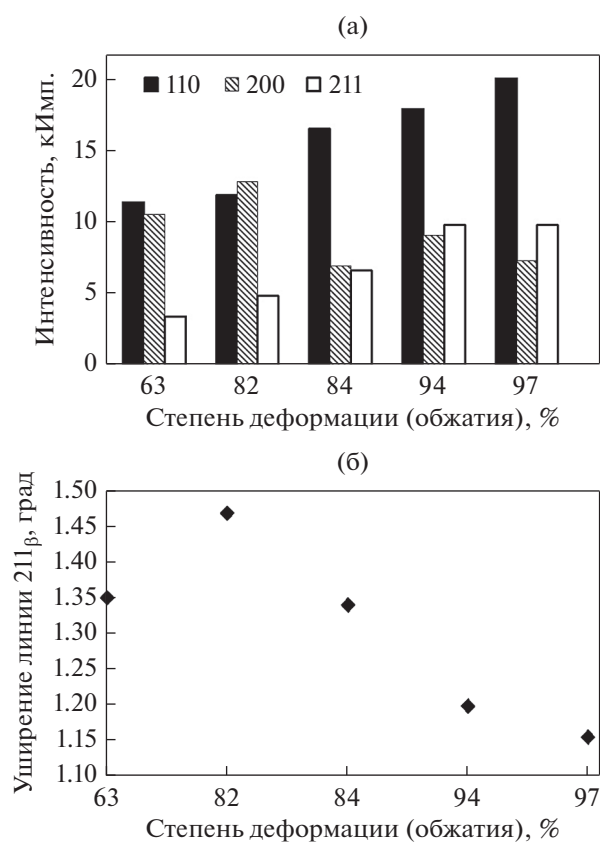 (а)
Интенсивность, кИмп.
20
15
10
5
0
110 200 211
63 82 84 94 97
Степень деформации (обжатия), %
(б)
Уширение линии 211β, град
1.50
1.45
1.40
1.35
1.30
1.25
1.20
1.15
1.10
63 82 84 94 97
Степень деформации (обжатия), %